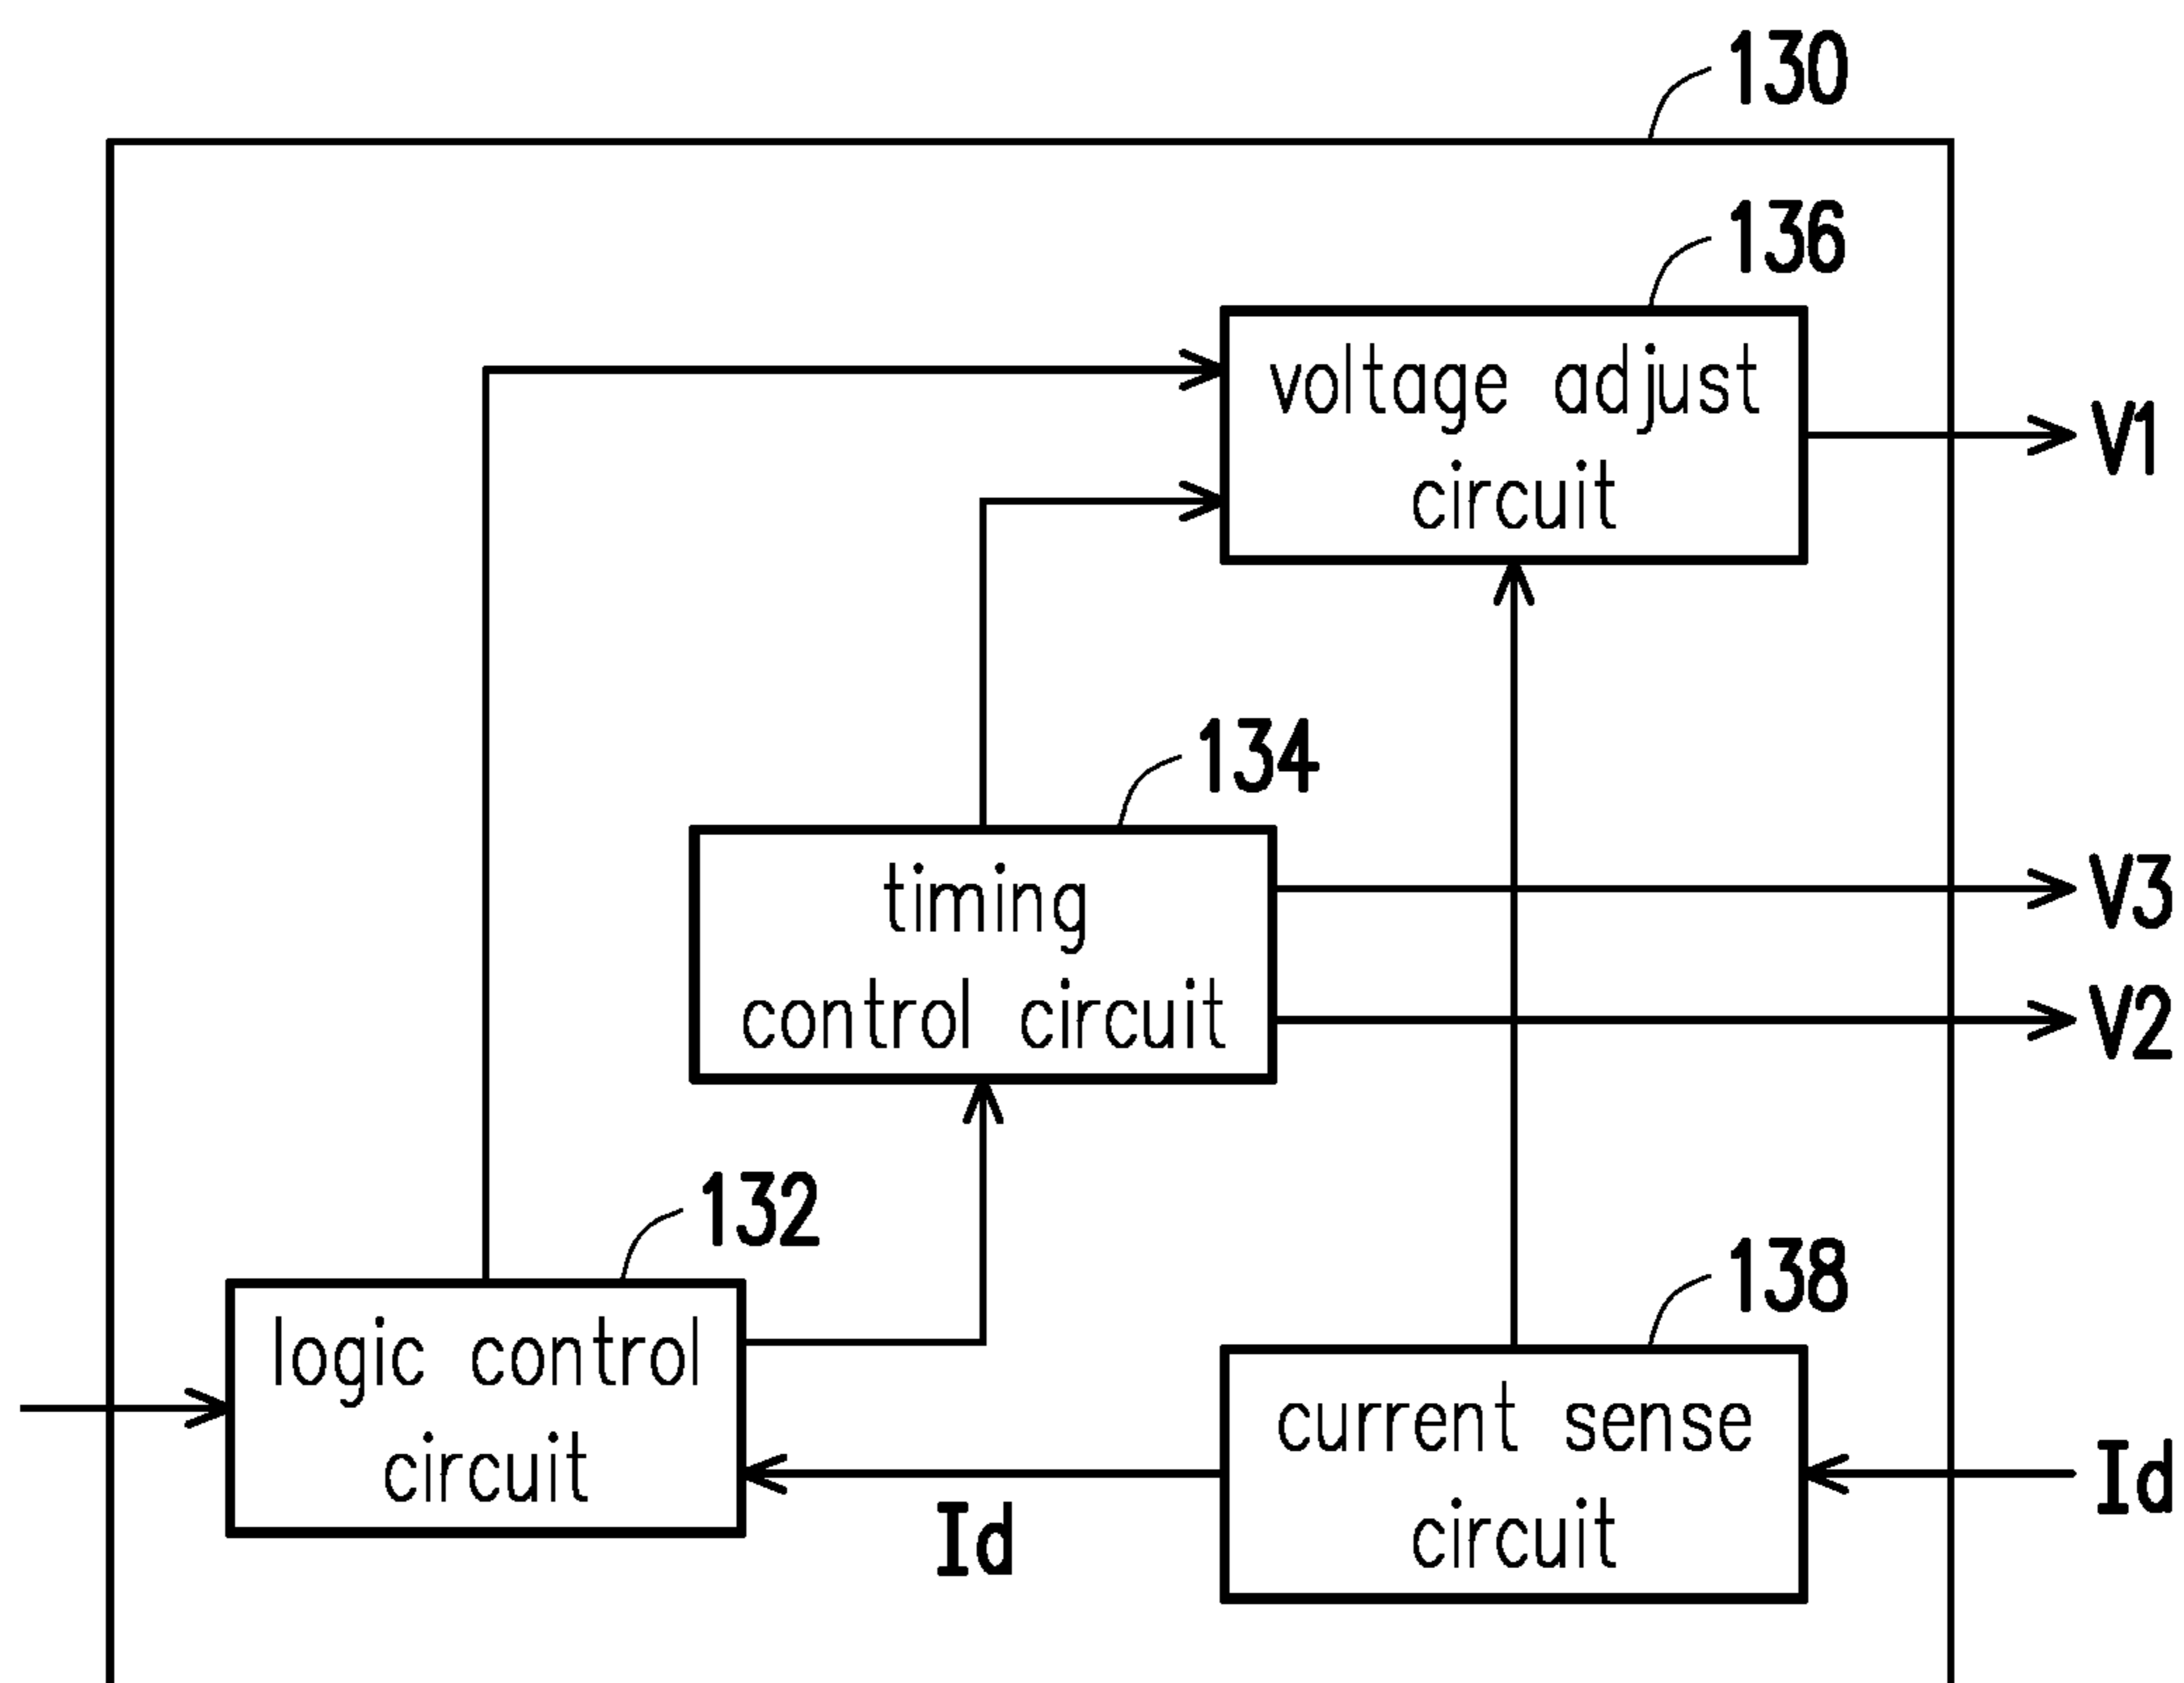 130
136
voltage adjust
circuit
V1
134
timing
control circuit
V3
V2
132
logic control
circuit
138
current sense
circuit
Id
Id